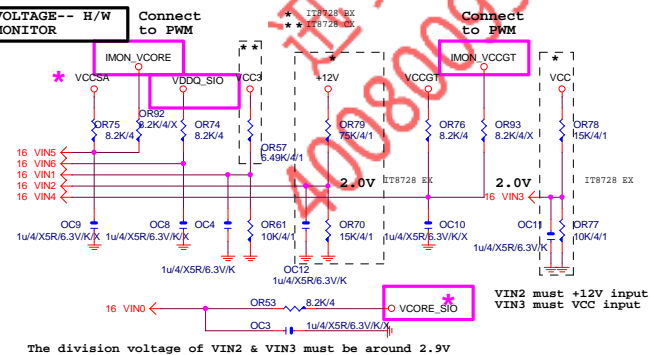 VOLTAGE-- H/W
MONITOR
Connect
to PWM
* IT8728 BX
** IT8728 CX
Connect
to PWM
IMON_VCORE
* VCCSA
VDDQ_SIO
**
VCC3
*
+12V
VCCGT
IMON_VCCGT
*
VCC
OR75
8.2K/4
OR92
8.2K/4/X
OR74
8.2K/4
OR57
6.49K/4/1
OR79
75K/4/1
OR76
8.2K/4
OR93
8.2K/4/X
OR78
15K/4/1
16 VIN5
16 VIN6
16 VIN1
16 VIN2
16 VIN4
2.0V
IT8728 EX
2.0V
IT8728 EX
16 VIN3
OC9
1u/4/X5R/6.3V/K/X
OC8
1u/4/X5R/6.3V/K/X
OC4
1u/4/X5R/6.3V/K
OR61
10K/4/1
OC12
1u/4/X5R/6.3V/K
OR70
15K/4/1
OC10
1u/4/X5R/6.3V/K/X
OC11
1u/4/X5R/6.3V/K
OR77
10K/4/1
16 VIN0
OR53
8.2K/4
VCORE_SIO *
OC3
1u/4/X5R/6.3V/K/X
VIN2 must +12V input
VIN3 must VCC input
The division voltage of VIN2 & VIN3 must be around 2.9V